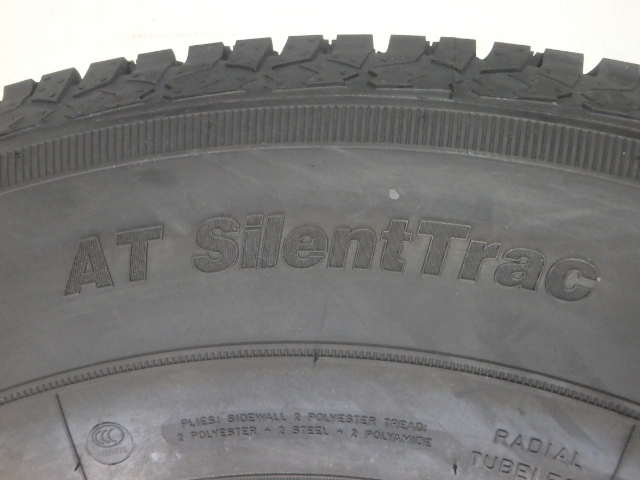 AT SilentTrac
PLIES: SIDEWALL 2 POLYESTER TREAD:
2 POLYESTER + 2 STEEL + 2 POLYAMIDE
RADIAL